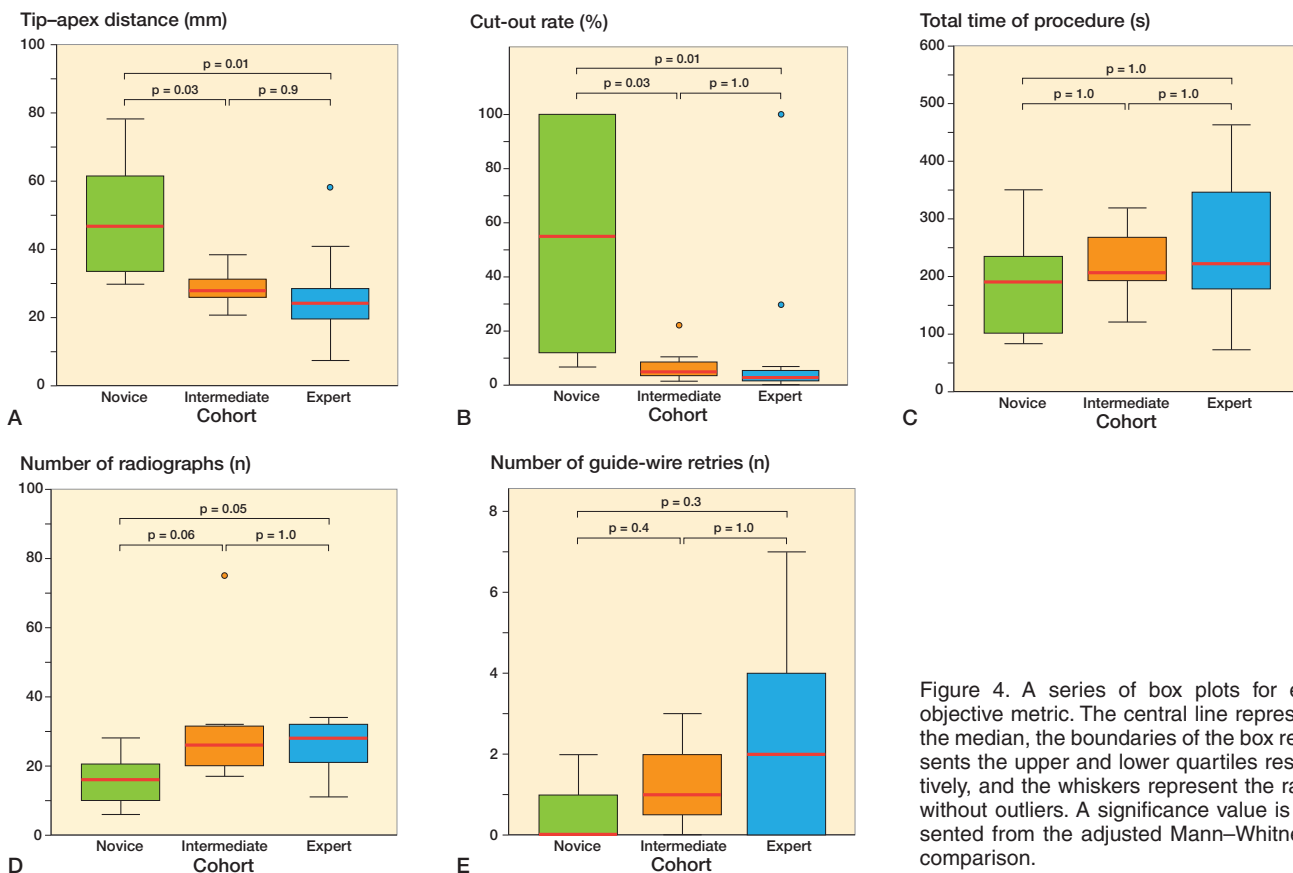 Tip–apex distance (mm)
100
80
60
40
20
0
p = 0.01
p = 0.03
p = 0.9
Novice
Intermediate
Expert
Cohort
A
Cut-out rate (%)
100
80
60
40
20
0
p = 0.01
p = 0.03
p = 1.0
Novice
Intermediate
Expert
Cohort
B
Total time of procedure (s)
600
500
400
300
200
100
0
p = 1.0
p = 1.0
p = 1.0
Novice
Intermediate
Expert
Cohort
C
Number of radiographs (n)
100
80
60
40
20
0
p = 0.05
p = 0.06
p = 1.0
Novice
Intermediate
Expert
Cohort
D
Number of guide-wire retries (n)
8
6
4
2
0
p = 0.3
p = 0.4
p = 1.0
Novice
Intermediate
Expert
Cohort
E
Figure 4. A series of box plots for
objective metric. The central line
the median, the boundaries of the box
sents the upper and lower quartiles
tively, and the whiskers represent the
without outliers. A significance value is
sented from the adjusted
comparison.